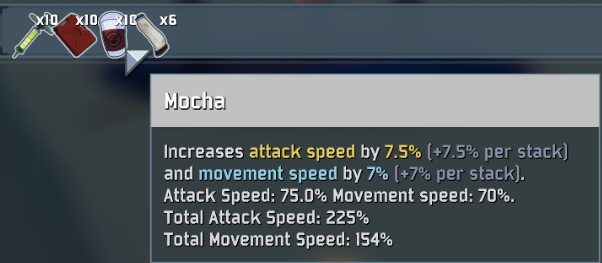 x10 x10 x10 x6
Mocha
Increases attack speed by 7.5% (+7.5% per stack)
and movement speed by 7% (+7% per stack).
Attack Speed: 75.0% Movement speed: 70%.
Total Attack Speed: 225%
Total Movement Speed: 154%